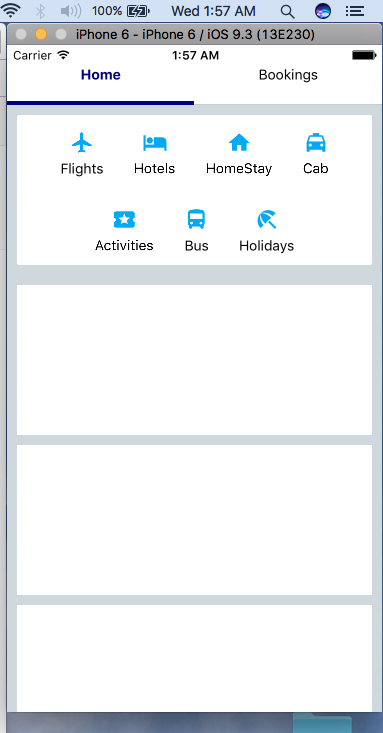 100% Wed 1:57 AM
iPhone 6 - iPhone 6 / iOS 9.3 (13E230)
Carrier 1:57 AM
Home Bookings
Flights Hotels HomeStay Cab
Activities Bus Holidays